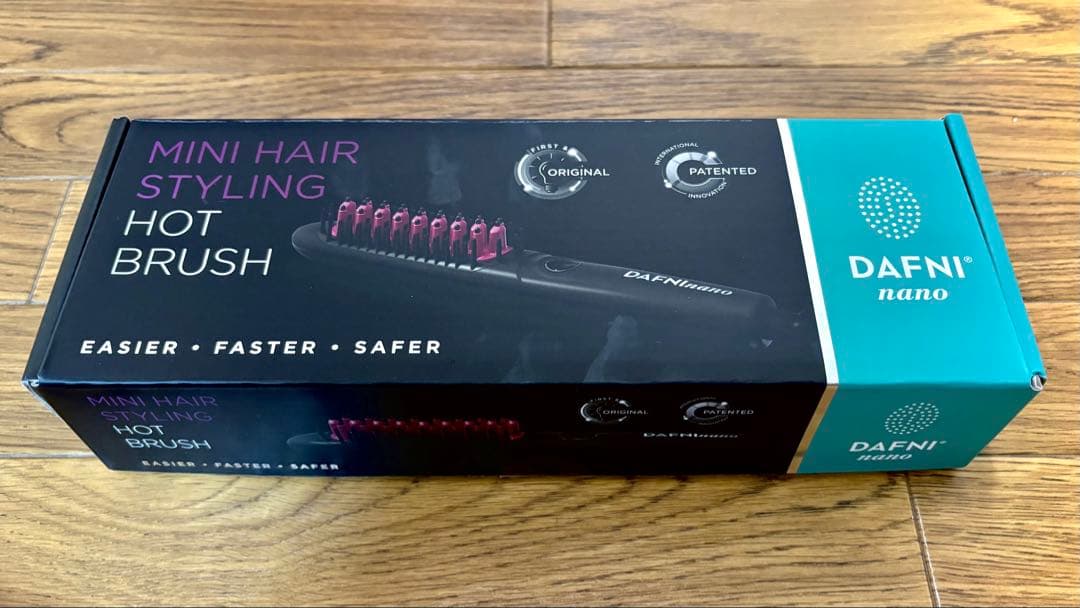 MINI HAIR
STYLING
HOT
BRUSH
FIRST &
ORIGINAL
INTERNATIONAL
PATENTED
INNOVATION
DAFNInano
EASIER • FASTER • SAFER
DAFNI®
nano
MINI HAIR
STYLING
HOT
BRUSH
EASIER • FASTER • SAFER
ORIGINAL
PATENTED
DAFNInano
DAFNI®
nano